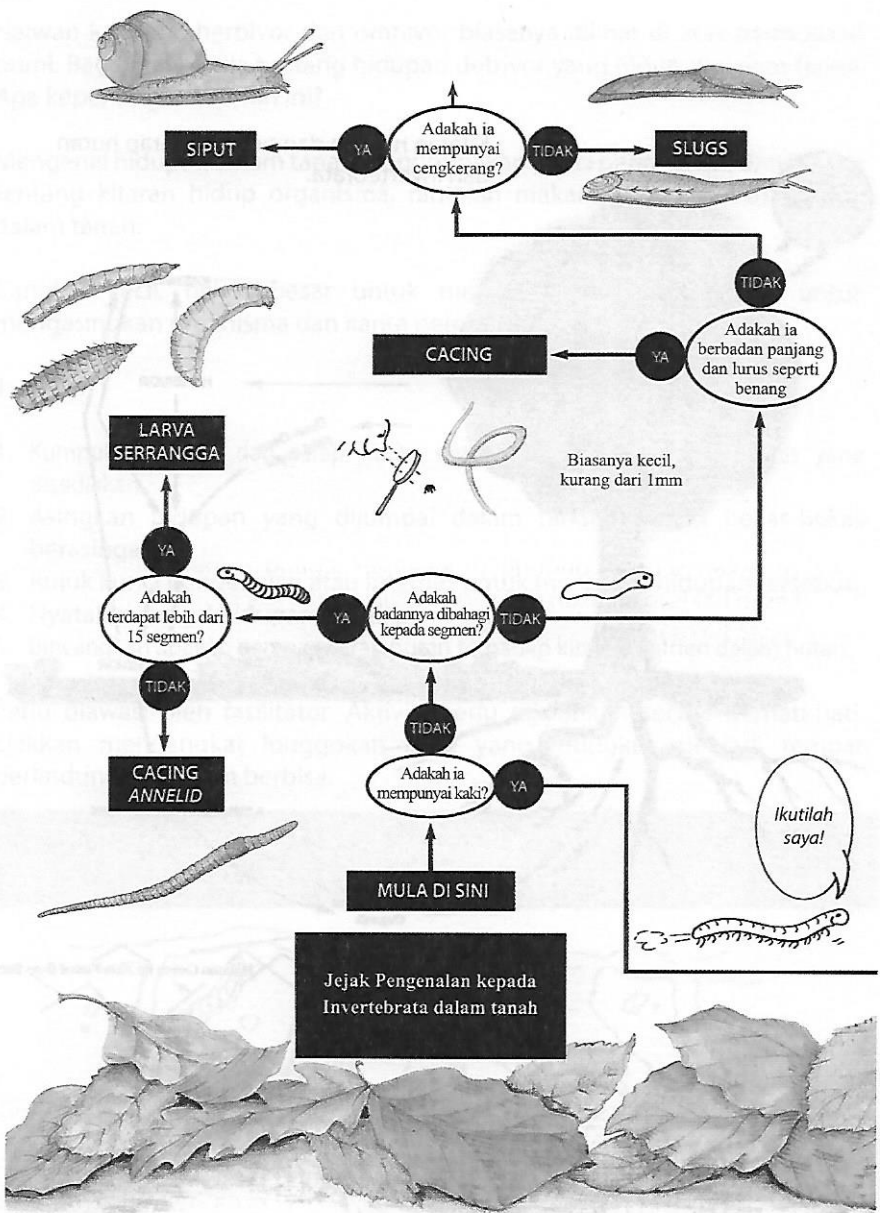 SIPUT
YA
Adakah ia
mempunyai
cengkerang?
TIDAK
SLUGS
TIDAK
CACING
YA
Adakah ia
berbadan panjang
dan lurus seperti
benang
LARVA
SERRANGGA
Biasanya kecil,
kurang dari 1mm
YA
Adakah
terdapat lebih dari
15 segmen?
YA
Adakah
badannya dibahagi
kepada segmen?
TIDAK
TIDAK
TIDAK
CACING
ANNELID
Adakah ia
mempunyai kaki?
YA
Ikutilah
saya!
MULA DI SINI
Jejak Pengenalan kepada
Invertebrata dalam tanah